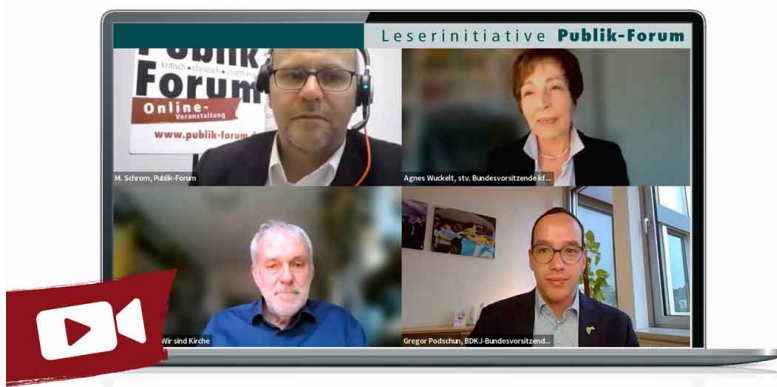 Leserinitiative Publik-Forum
Publik
Forum
Online-
Veranstaltung
www.publik-forum.
M. Schrom, Publik-Forum
Agnes Wuckelt, stv. Bundesvorsitzende kf...
Wir sind Kirche
Gregor Podschun, BDKJ-Bundesvorsitzend...